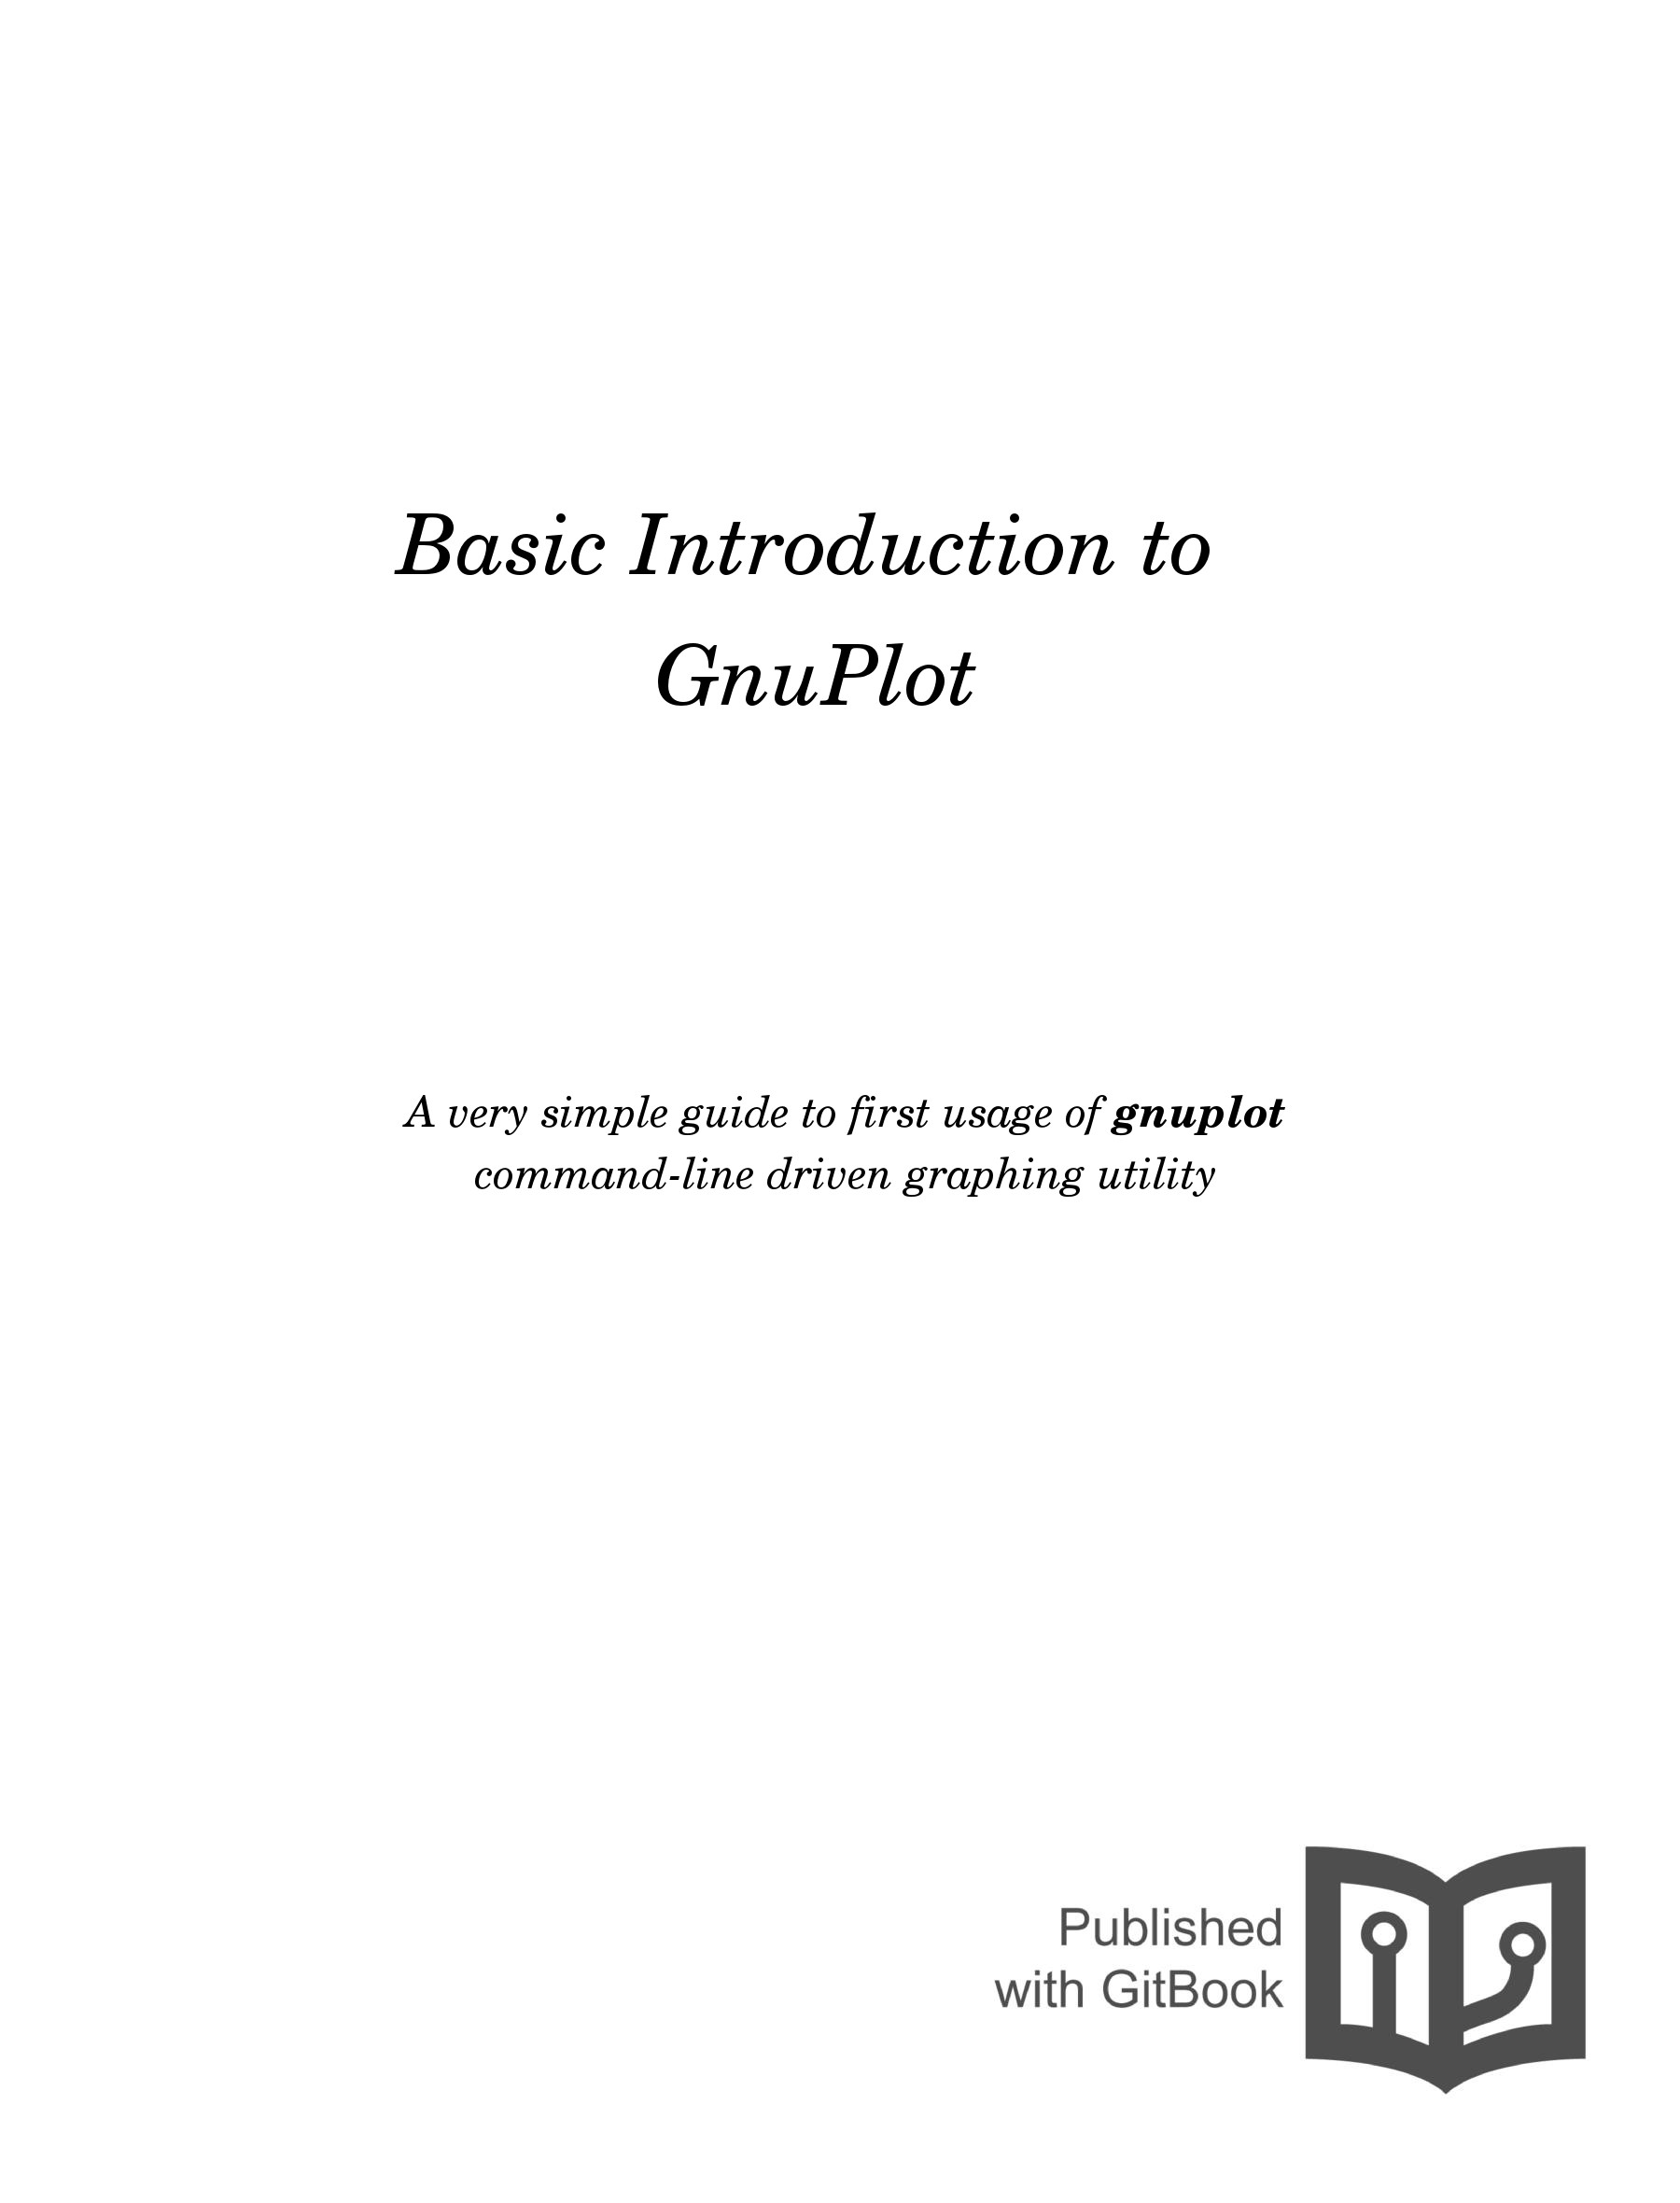 Basic Introduction to
GnuPlot
A very simple guide to first usage of gnuplot
command-line driven graphing utility
Published
with GitBook